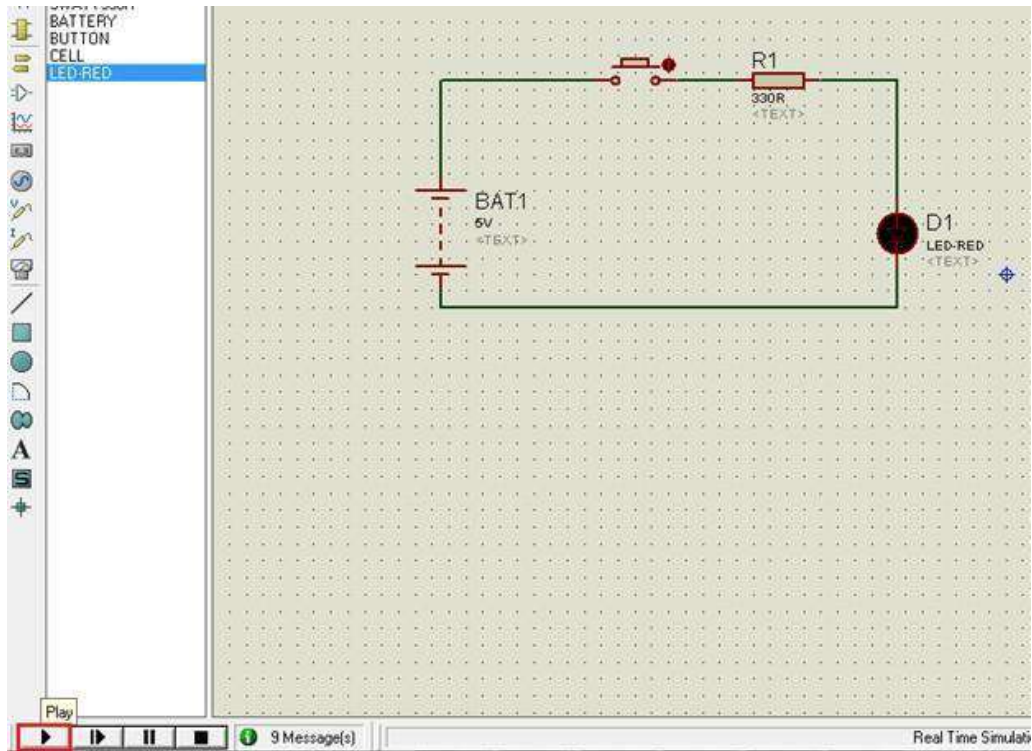 BATTERY
BUTTON
CELL
LED-RED
R1
330R
<TEXT>
BAT1
5V
<TEXT>
D1
LED-RED
<TEXT>
A
S
Play
9 Message(s)
Real Time Simulati